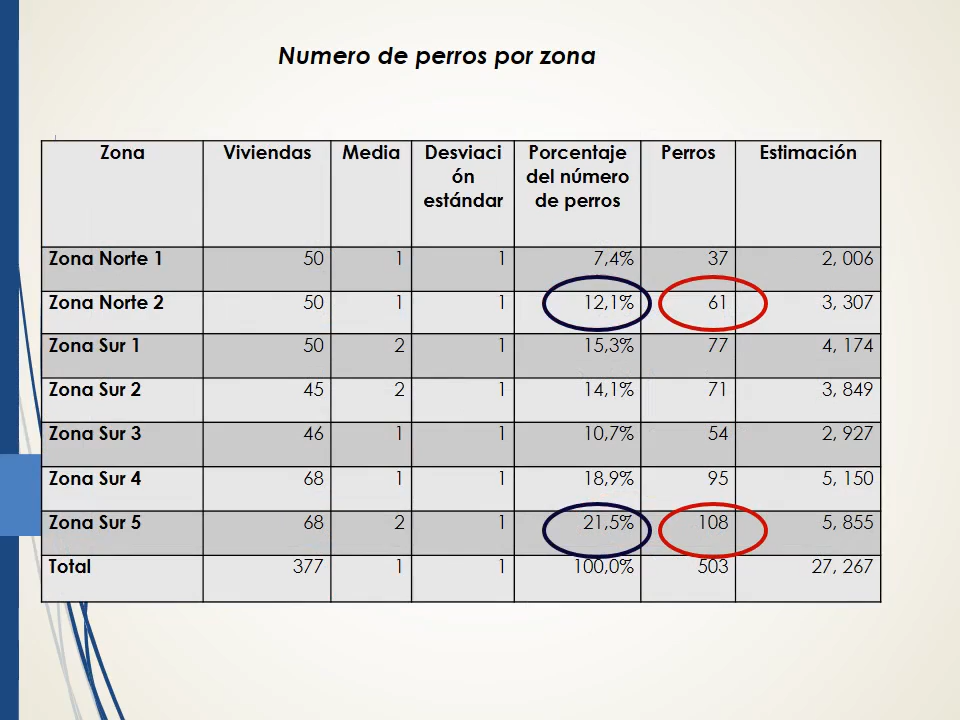 Numero de perros por zona
Zona Viviendas Media Desviaci Porcentaje Perros Estimación
ón del número
estándar de perros
Zona Norte 1 50 1 1 7,4% 37 2, 006
Zona Norte 2 50 1 1 12,1% 61 3, 307
Zona Sur 1 50 2 1 15,3% 77 4, 174
Zona Sur 2 45 2 1 14,1% 71 3, 849
Zona Sur 3 46 1 1 10,7% 54 2, 927
Zona Sur 4 68 1 1 18,9% 95 5, 150
Zona Sur 5 68 2 1 21,5% 108 5, 855
Total 377 1 1 100,0% 503 27, 267